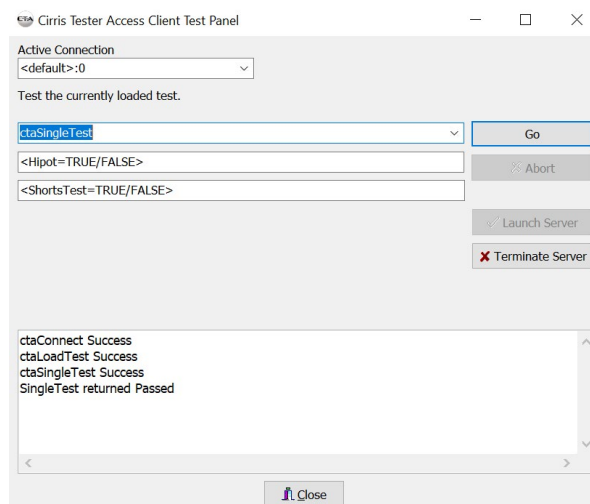 Cirris Tester Access Client Test Panel
Active Connection
<default>:0
Test the currently loaded test.
ctaSingleTest
Go
<Hipot=TRUE/FALSE>
Abort
<ShortsTest=TRUE/FALSE>
Launch Server
Terminate Server
ctaConnect Success
ctaLoadTest Success
ctaSingleTest Success
SingleTest returned Passed
Close